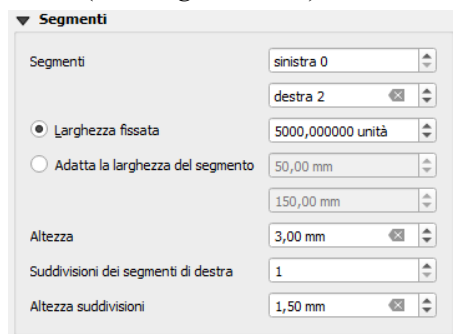 Segmenti
Segmenti sinistra 0
destra 2
Larghezza fissata 5000,000000 unità
Adatta la larghezza del segmento 50,00 mm
150,00 mm
Altezza 3,00 mm
Suddivisioni dei segmenti di destra 1
Altezza suddivisioni 1,50 mm